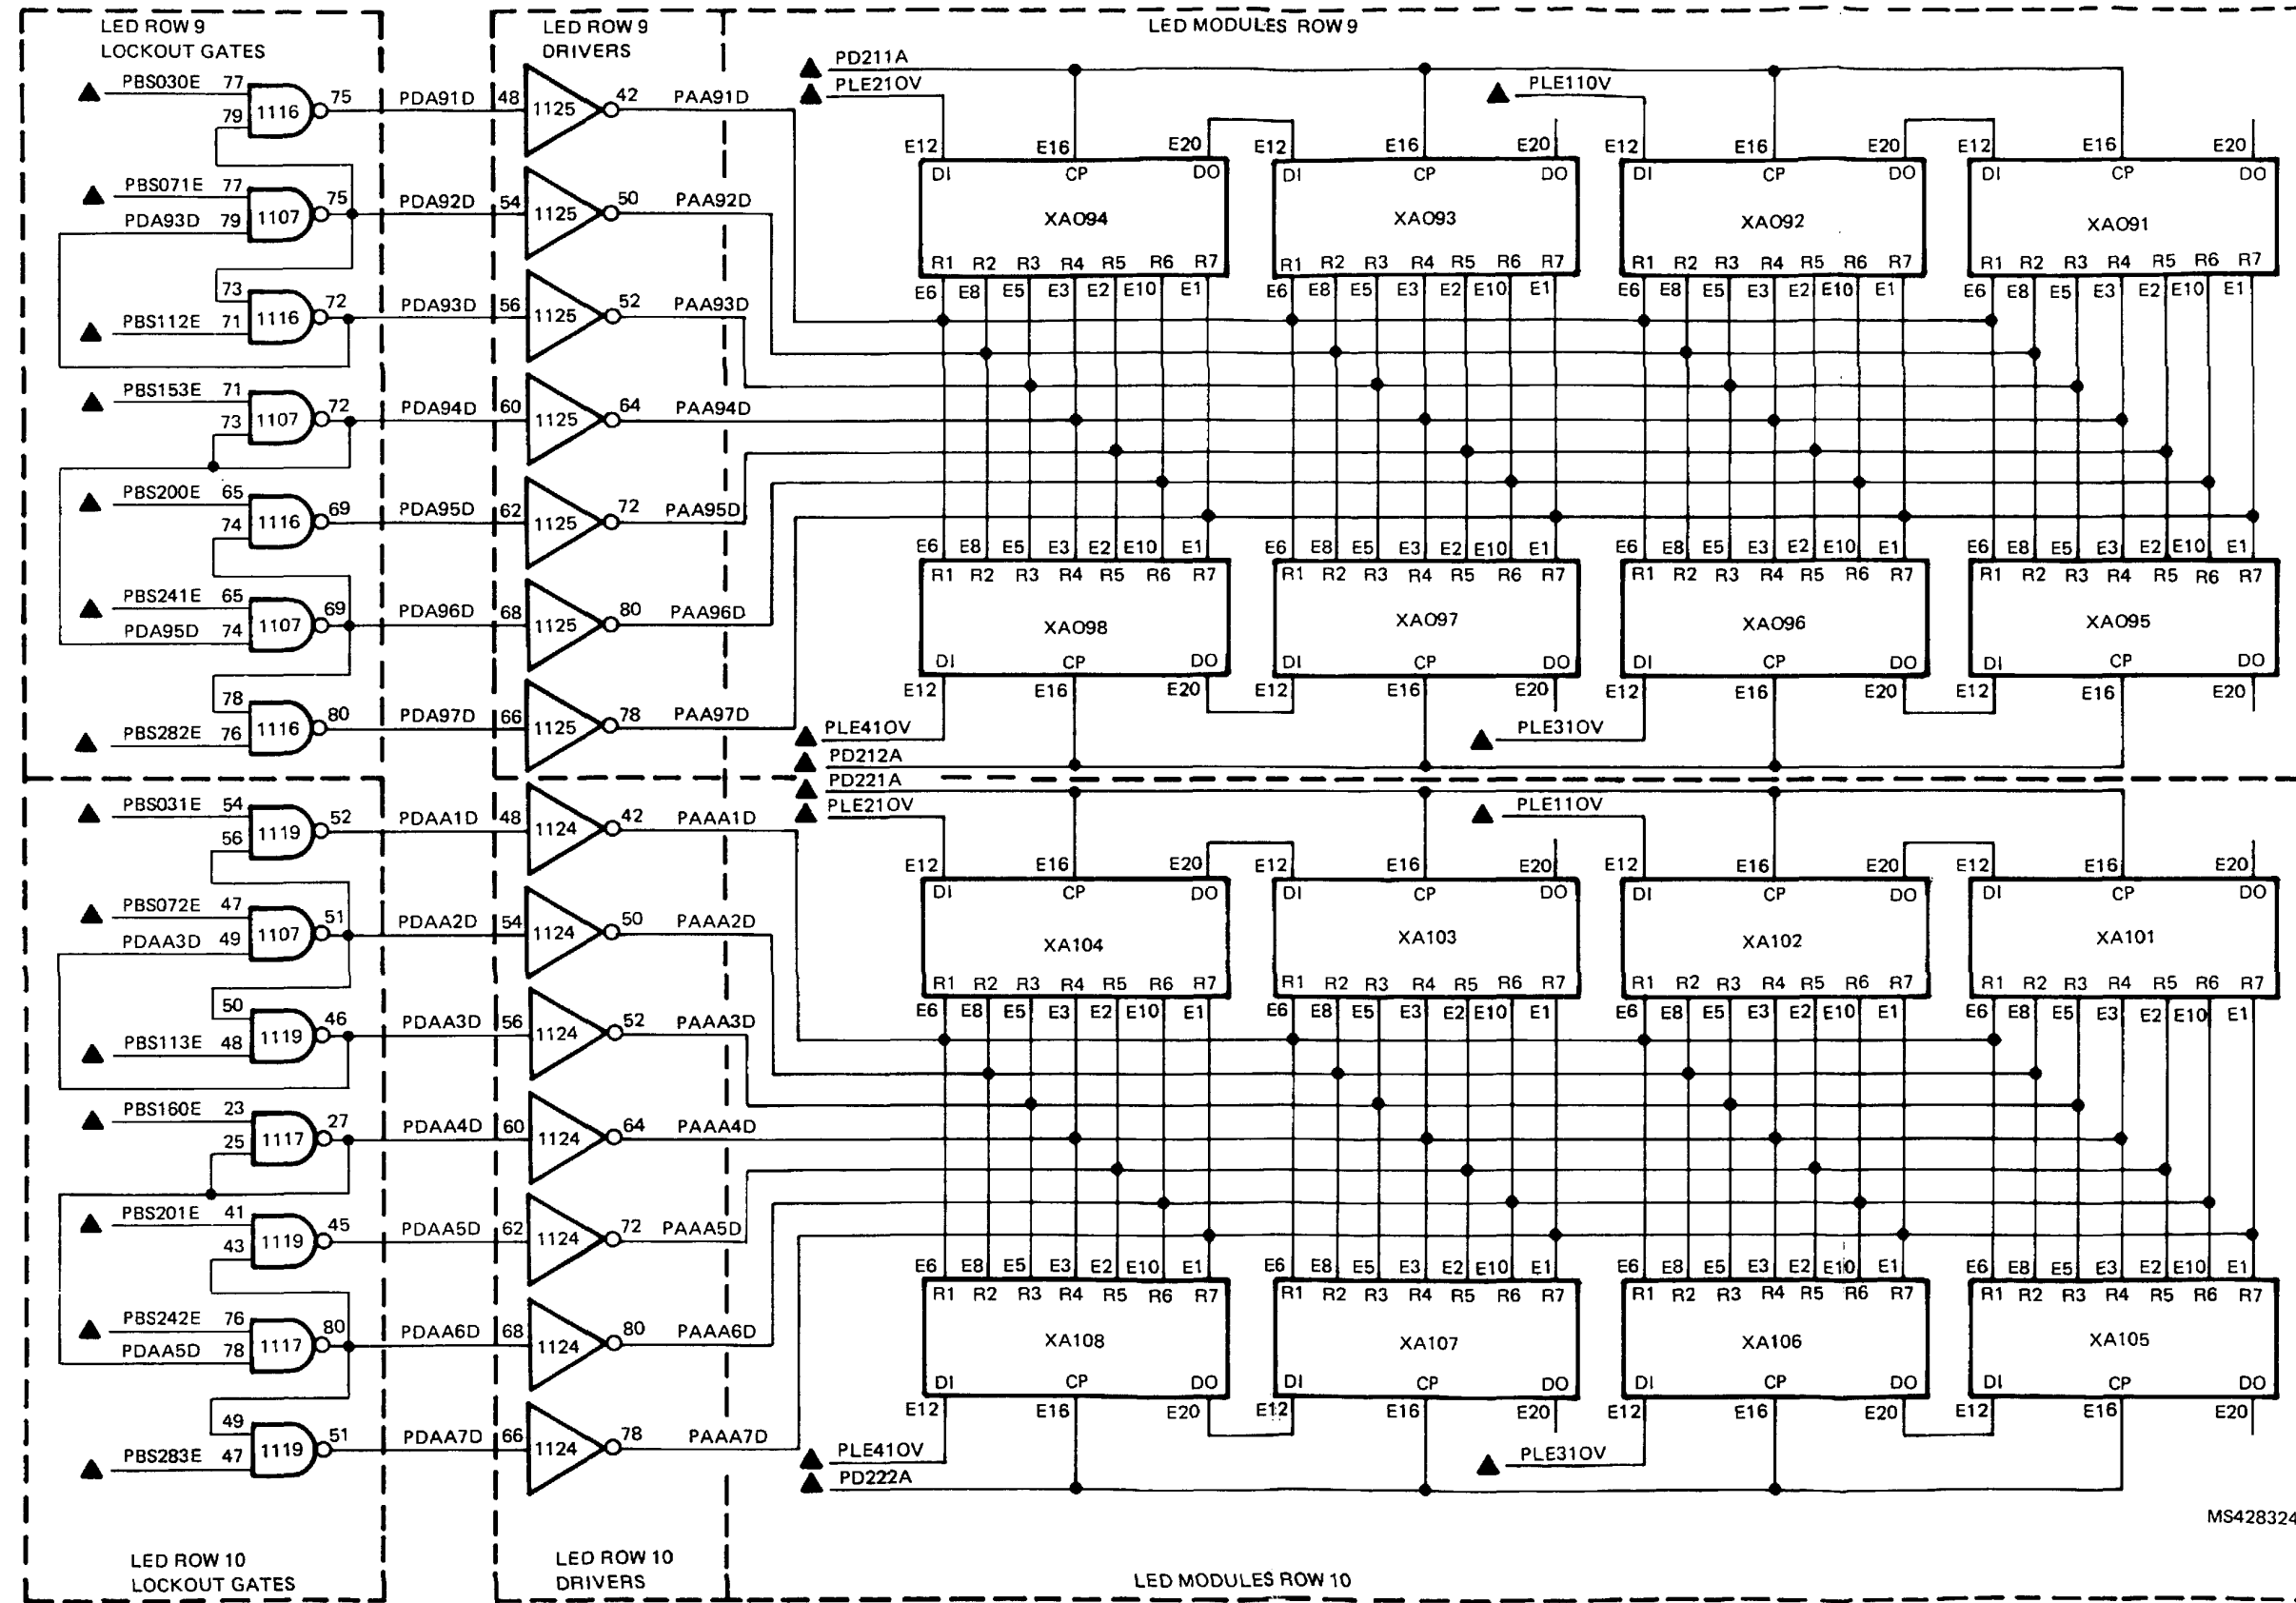 LED ROW 9
LOCKOUT GATES
PBS030E 77
79
1116
75
PDA91D
PBS071E 77
PDA93D 79
1107
75
PDA92D
73
PBS112E 71
1116
72
PDA93D
PBS153E 71
73
1107
72
PDA94D
PBS200E 65
74
1116
69
PDA95D
PBS241E 65
PDA95D 74
1107
69
PDA96D
78
PBS282E 76
1116
80
PDA97D
LED ROW 9
DRIVERS
48 1125 42 PAA91D
54 1125 50 PAA92D
56 1125 52 PAA93D
60 1125 64 PAA94D
62 1125 72 PAA95D
68 1125 80 PAA96D
66 1125 78 PAA97D
LED MODULES ROW 9
PD211A
PLE210V
PLE110V
E12 E16 E20 E12 E16 E20 E12 E16 E20 E12 E16 E20
DI CP DO DI CP DO DI CP DO DI CP DO
XA094 XA093 XA092 XA091
R1 R2 R3 R4 R5 R6 R7 R1 R2 R3 R4 R5 R6 R7 R1 R2 R3 R4 R5 R6 R7 R1 R2 R3 R4 R5 R6 R7
E6 E8 E5 E3 E2 E10 E1 E6 E8 E5 E3 E2 E10 E1 E6 E8 E5 E3 E2 E10 E1 E6 E8 E5 E3 E2 E10 E1
E6 E8 E5 E3 E2 E10 E1 E6 E8 E5 E3 E2 E10 E1 E6 E8 E5 E3 E2 E10 E1 E6 E8 E5 E3 E2 E10 E1
R1 R2 R3 R4 R5 R6 R7 R1 R2 R3 R4 R5 R6 R7 R1 R2 R3 R4 R5 R6 R7 R1 R2 R3 R4 R5 R6 R7
XA098 XA097 XA096 XA095
DI CP DO DI CP DO DI CP DO DI CP DO
E12 E16 E20 E12 E16 E20 E12 E16 E20 E12 E16 E20
PLE410V
PLE310V
PD212A
PBS031E 54
56
1119
52
PDAA1D
PBS072E 47
PDAA3D 49
1107
51
PDAA2D
50
PBS113E 48
1119
46
PDAA3D
PBS160E 23
25
1117
27
PDAA4D
PBS201E 41
43
1119
45
PDAA5D
PBS242E 76
PDAA5D 78
1117
80
PDAA6D
49
PBS283E 47
1119
51
PDAA7D
LED ROW 10
LOCKOUT GATES
48 1124 42 PAAA1D
54 1124 50 PAAA2D
56 1124 52 PAAA3D
60 1124 64 PAAA4D
62 1124 72 PAAA5D
68 1124 80 PAAA6D
66 1124 78 PAAA7D
LED ROW 10
DRIVERS
PD221A
PLE210V
PLE110V
E12 E16 E20 E12 E16 E20 E12 E16 E20 E12 E16 E20
DI CP DO DI CP DO DI CP DO DI CP DO
XA104 XA103 XA102 XA101
R1 R2 R3 R4 R5 R6 R7 R1 R2 R3 R4 R5 R6 R7 R1 R2 R3 R4 R5 R6 R7 R1 R2 R3 R4 R5 R6 R7
E6 E8 E5 E3 E2 E10 E1 E6 E8 E5 E3 E2 E10 E1 E6 E8 E5 E3 E2 E10 E1 E6 E8 E5 E3 E2 E10 E1
E6 E8 E5 E3 E2 E10 E1 E6 E8 E5 E3 E2 E10 E1 E6 E8 E5 E3 E2 E10 E1 E6 E8 E5 E3 E2 E10 E1
R1 R2 R3 R4 R5 R6 R7 R1 R2 R3 R4 R5 R6 R7 R1 R2 R3 R4 R5 R6 R7 R1 R2 R3 R4 R5 R6 R7
XA108 XA107 XA106 XA105
DI CP DO DI CP DO DI CP DO DI CP DO
E12 E16 E20 E12 E16 E20 E12 E16 E20 E12 E16 E20
PLE410V
PLE310V
PD222A
MS428324
LED MODULES ROW 10